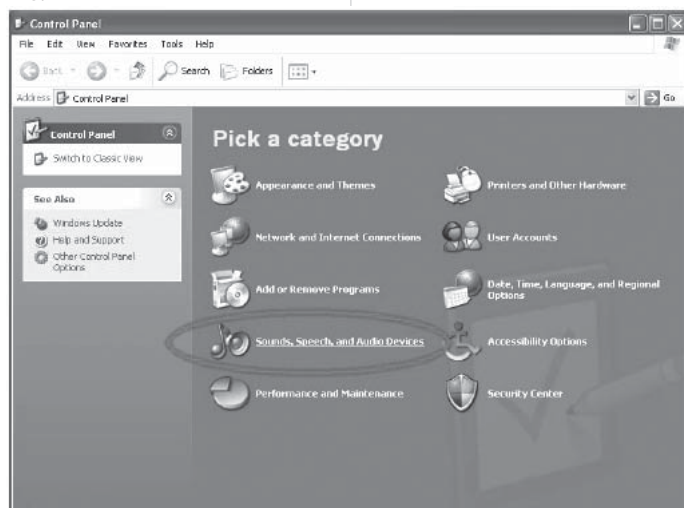 Control Panel
File Edit View Favorites Tools Help
Back Search Folders
Address Control Panel Go
Control Panel
Switch to Classic View
See Also
Windows Update
Help and Support
Other Control Panel
Options
Pick a category
Appearance and Themes
Printers and Other Hardware
Network and Internet Connections
User Accounts
Add or Remove Programs
Date, Time, Language, and Regional
Options
Sounds, Speech, and Audio Devices
Accessibility Options
Performance and Maintenance
Security Center